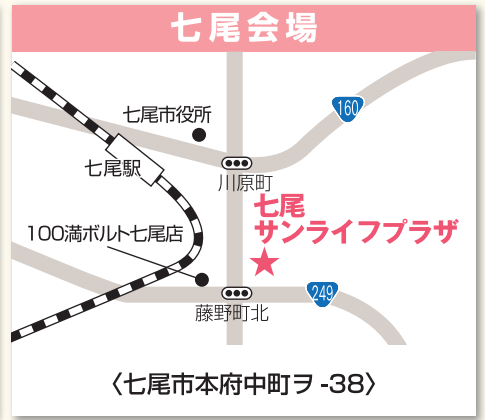 七尾会場
160
七尾市役所
七尾駅
川原町
七尾
サンライフプラザ
100満ボルト七尾店
249
藤野町北
〈七尾市本府中町ヲ-38〉